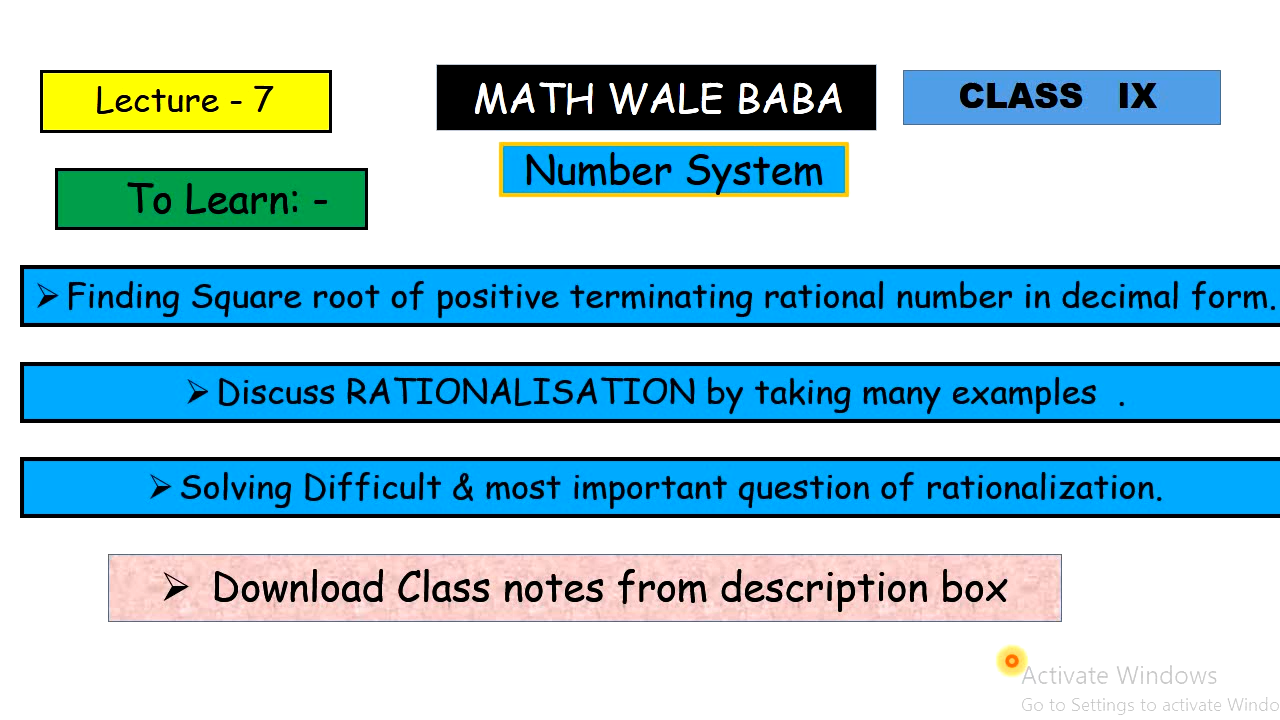 Lecture - 7
MATH WALE BABA
CLASS IX
Number System
To Learn: -
➢ Finding Square root of positive terminating rational number in decimal form.
➢ Discuss RATIONALISATION by taking many examples .
➢ Solving Difficult & most important question of rationalization.
➢ Download Class notes from description box
Activate Windows
Go to Settings to activate Windo